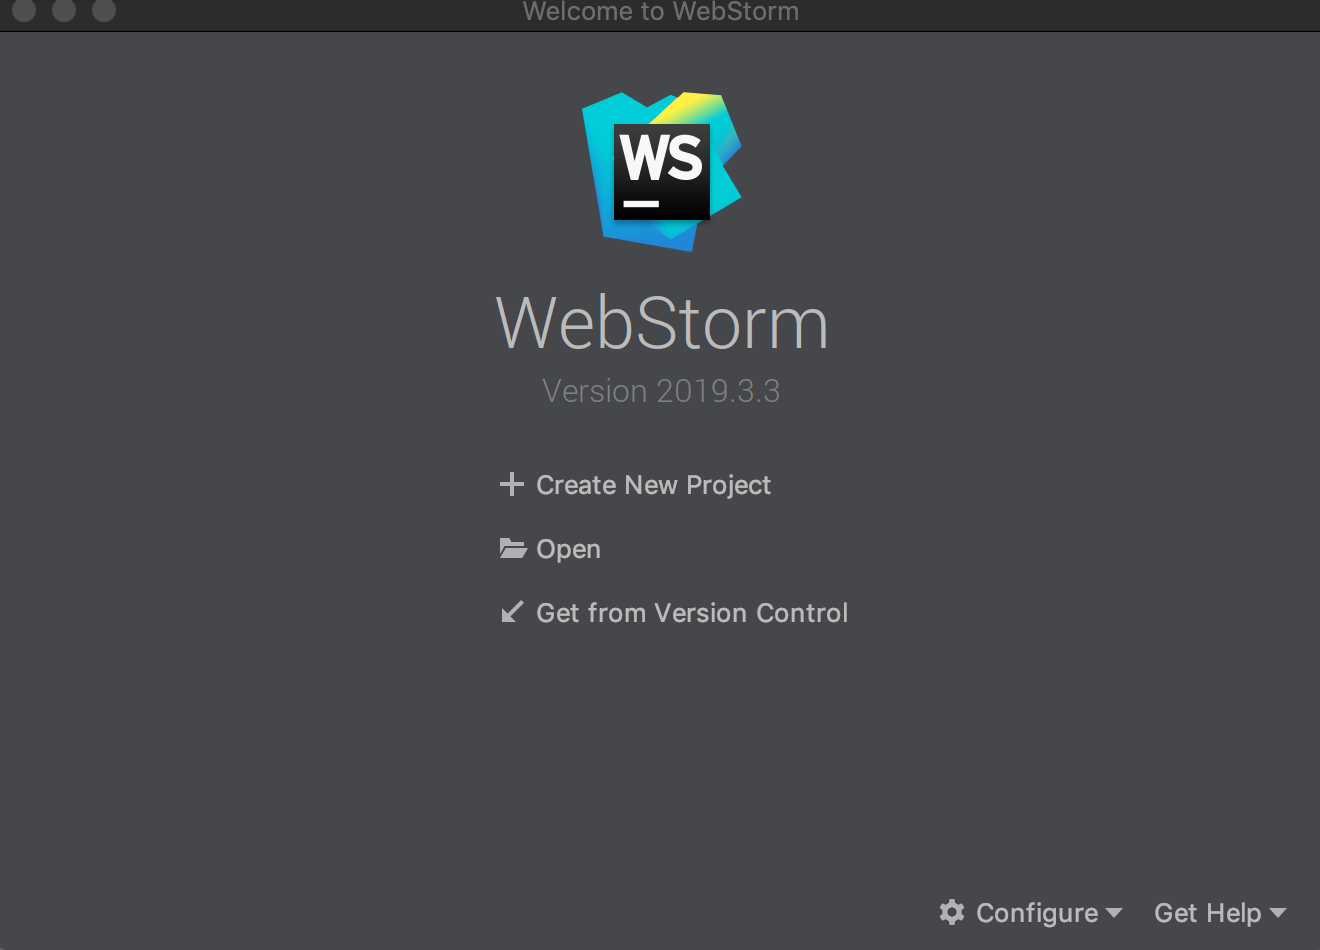 Welcome to WebStorm
WS
WebStorm
Version 2019.3.3
Create New Project
Open
Get from Version Control
Configure
Get Help